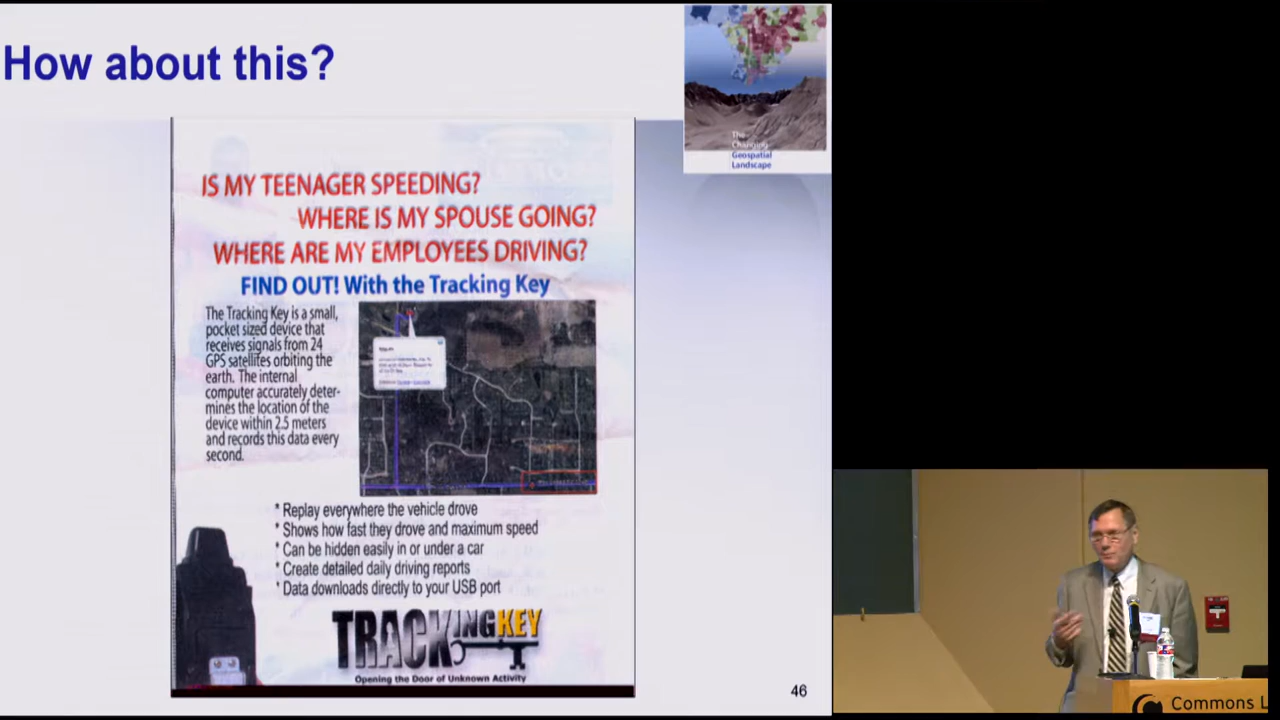 How about this?
The
Changing
Geospatial
Landscape
IS MY TEENAGER SPEEDING?
WHERE IS MY SPOUSE GOING?
WHERE ARE MY EMPLOYEES DRIVING?
FIND OUT! With the Tracking Key
The Tracking Key is a small,
pocket sized device that
receives signals from 24
GPS satellites orbiting the
earth. The internal
computer accurately deter-
mines the location of the
device within 2.5 meters
and records this data every
second.
* Replay everywhere the vehicle drove
* Shows how fast they drove and maximum speed
* Can be hidden easily in or under a car
* Create detailed daily driving reports
* Data downloads directly to your USB port
TRACKINGKEY
Opening the Door of Unknown Activity
46
Commons L